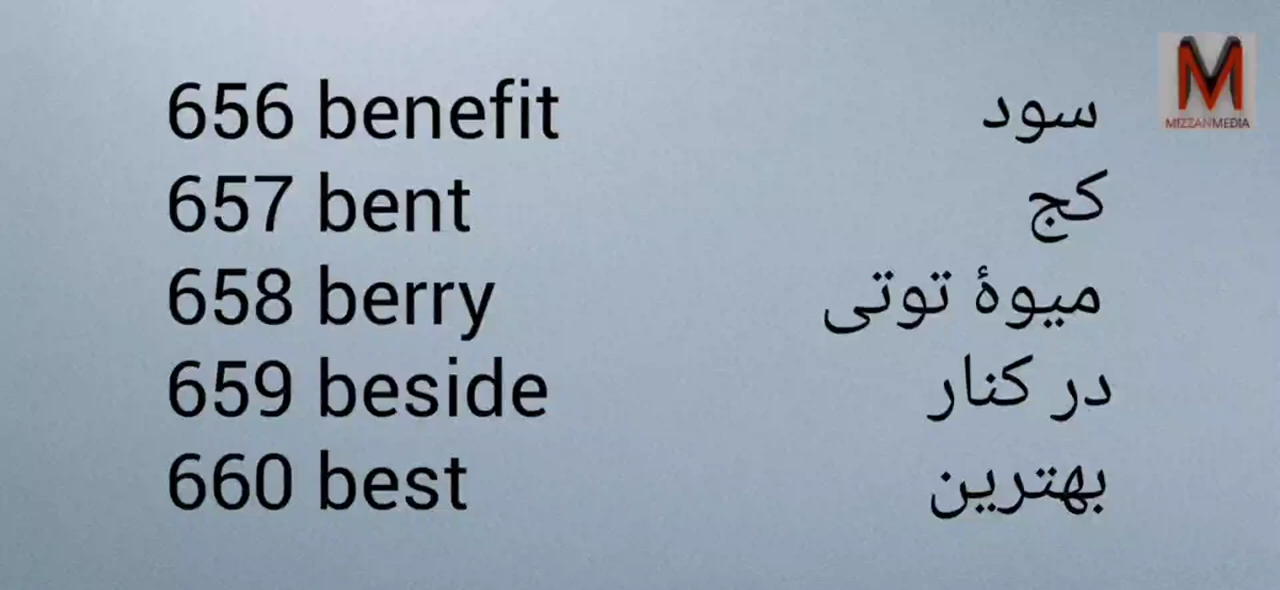 656 benefit سود
657 bent کج
658 berry میوهٔ توتی
659 beside در کنار
660 best بهترین
MIZZANMEDIA